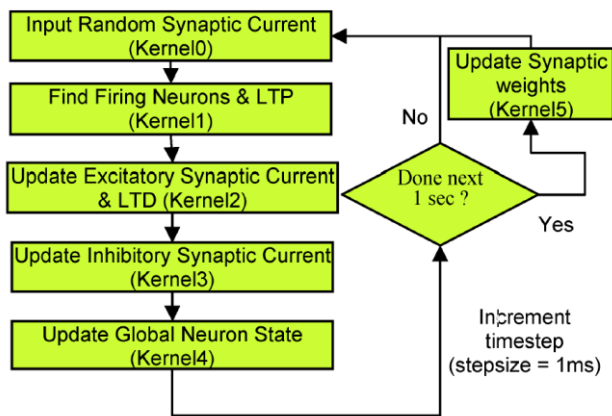 Input Random Synaptic Current
(Kernel0)
Find Firing Neurons & LTP
(Kernel1)
Update Excitatory Synaptic Current
& LTD (Kernel2)
Update Inhibitory Synaptic Current
(Kernel3)
Update Global Neuron State
(Kernel4)
Increment
timestep
(stepsize = 1ms)
Done next
1 sec ?
No
Yes
Update Synaptic
weights
(Kernel5)